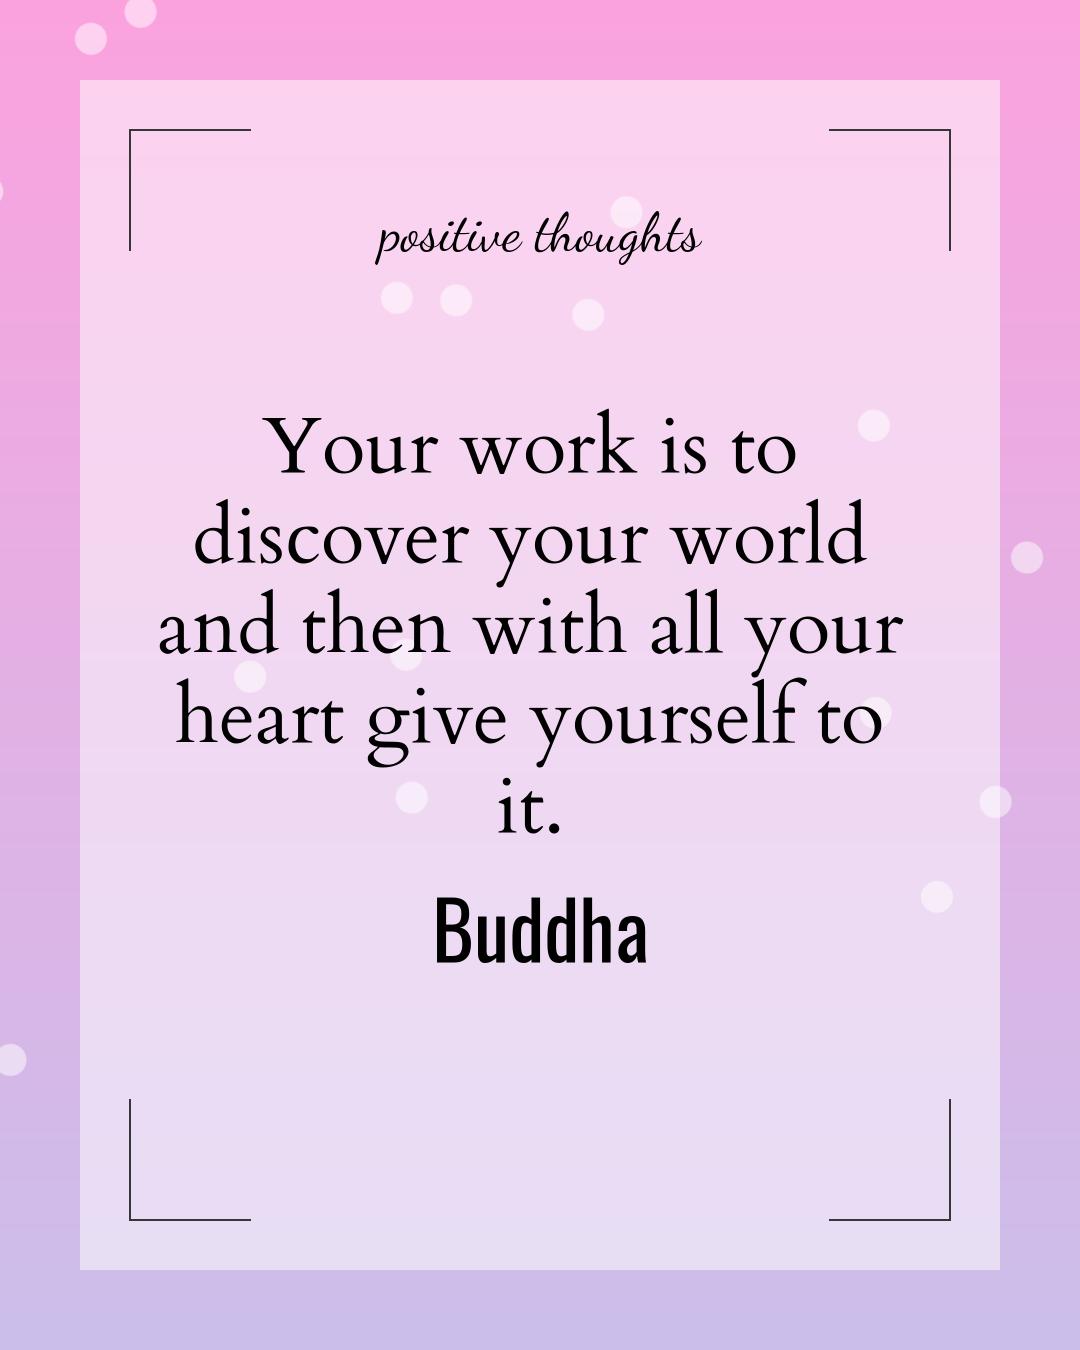 positive thoughts
Your work is to
discover your world
and then with all your
heart give yourself to
it.
Buddha